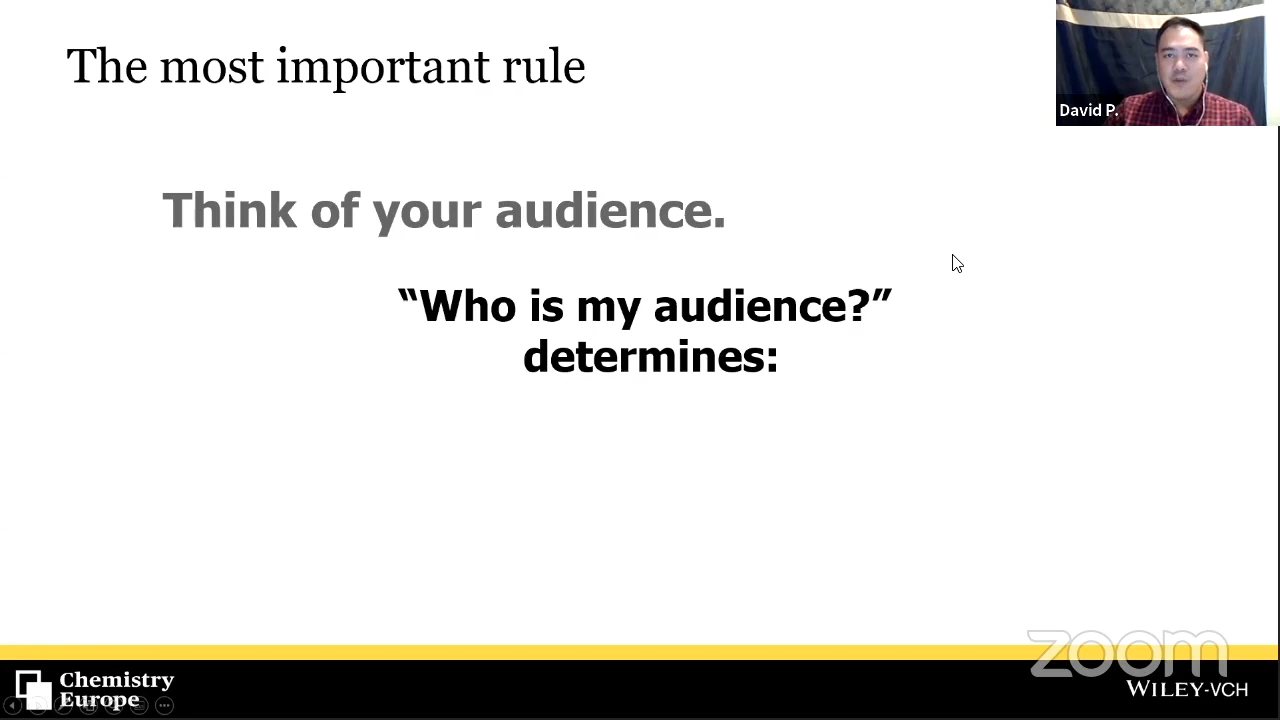 The most important rule
David P.
Think of your audience.
“Who is my audience?”
determines:
zoom
Chemistry
Europe
WILEY-VCH